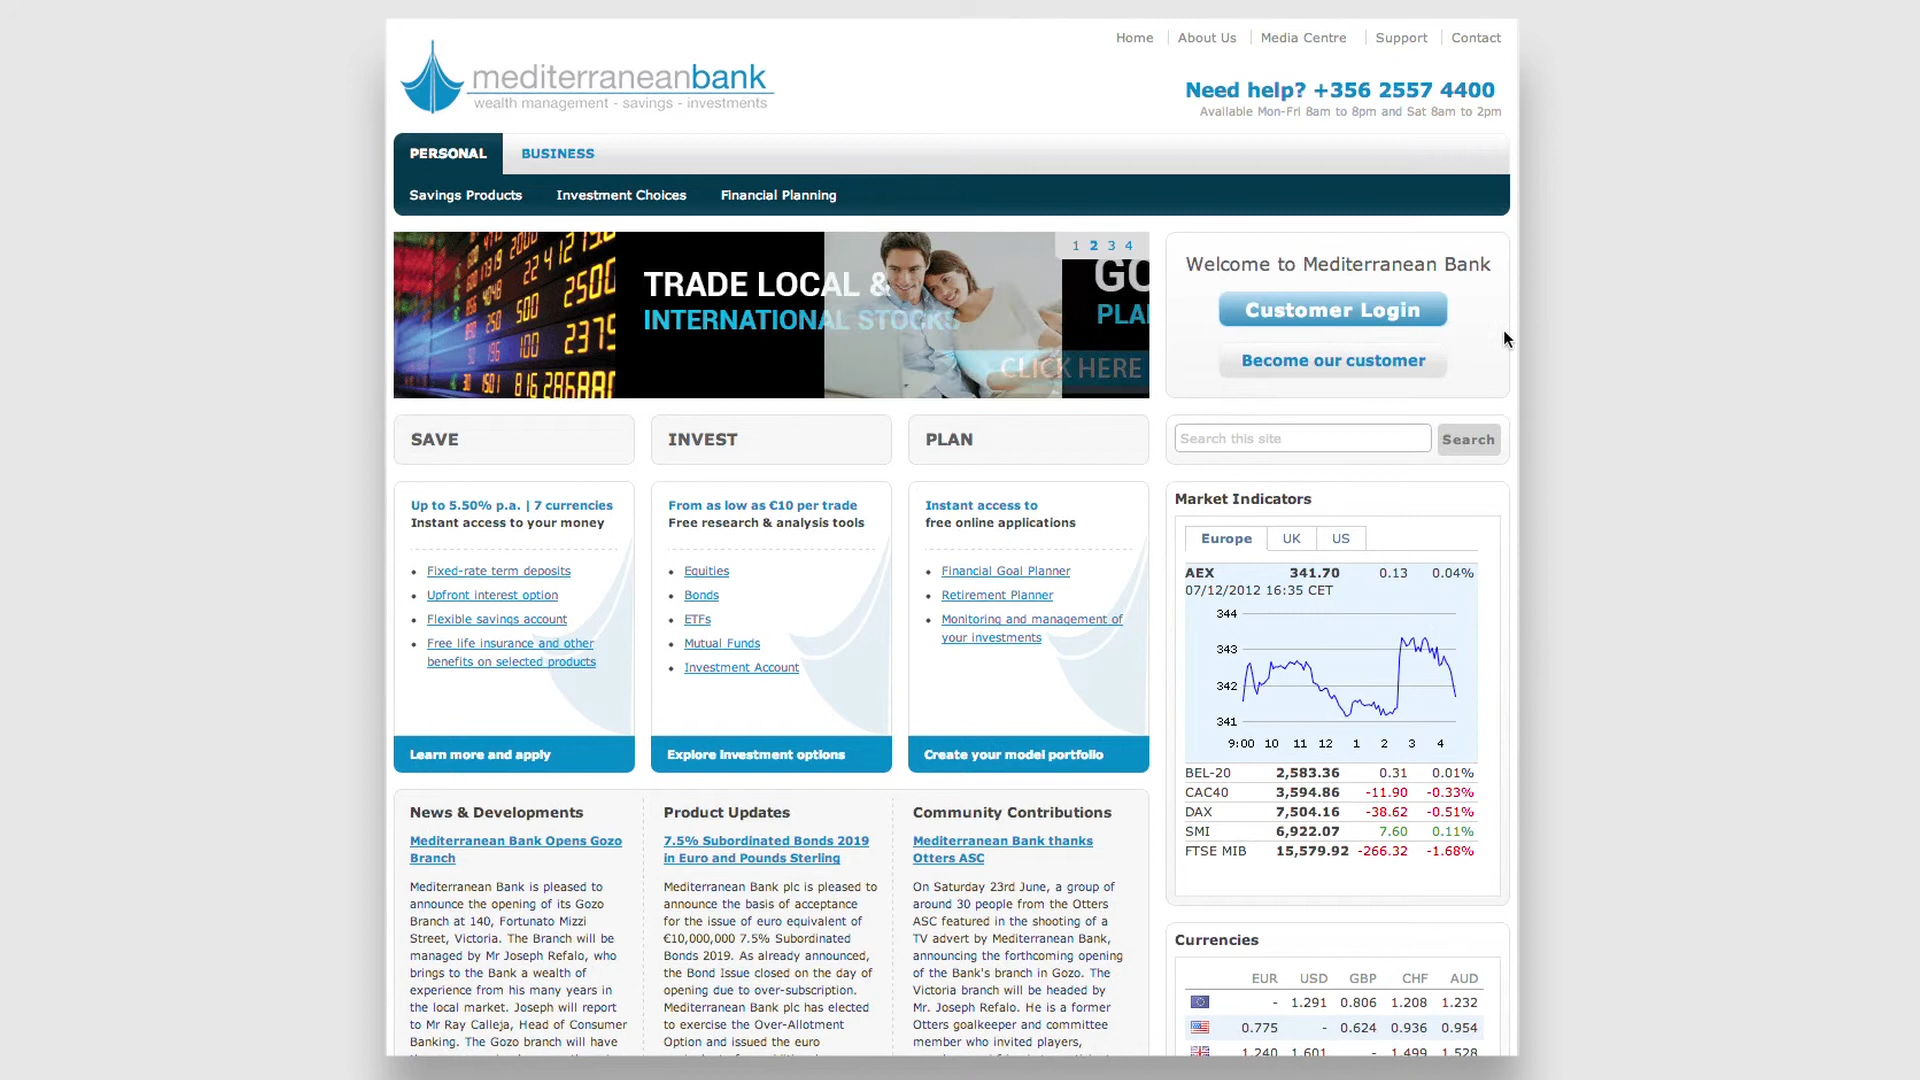 Home About Us Media Centre Support Contact
mediterraneanbank
wealth management - savings - investments
Need help? +356 2557 4400
Available Mon-Fri 8am to 8pm and Sat 8am to 2pm
PERSONAL BUSINESS
Savings Products Investment Choices Financial Planning
1 2 3 4
TRADE LOCAL &
INTERNATIONAL STOCKS
GO
PLA
CLICK HERE
Welcome to Mediterranean Bank
Customer Login
Become our customer
SAVE
INVEST
PLAN
Search this site Search
Up to 5.50% p.a. | 7 currencies
Instant access to your money
Fixed-rate term deposits
Upfront interest option
Flexible savings account
Free life insurance and other
benefits on selected products
Learn more and apply
From as low as €10 per trade
Free research & analysis tools
Equities
Bonds
ETFs
Mutual Funds
Investment Account
Explore investment options
Instant access to
free online applications
Financial Goal Planner
Retirement Planner
Monitoring and management of
your investments
Create your model portfolio
Market Indicators
Europe UK US
AEX 341.70 0.13 0.04%
07/12/2012 16:35 CET
344
343
342
341
9:00 10 11 12 1 2 3 4
BEL-20 2,583.36 0.31 0.01%
CAC40 3,594.86 -11.90 -0.33%
DAX 7,504.16 -38.62 -0.51%
SMI 6,922.07 7.60 0.11%
FTSE MIB 15,579.92 -266.32 -1.68%
News & Developments
Mediterranean Bank Opens Gozo
Branch
Mediterranean Bank is pleased to
announce the opening of its Gozo
Branch at 140, Fortunato Mizzi
Street, Victoria. The Branch will be
managed by Mr Joseph Refalo, who
brings to the Bank a wealth of
experience from his many years in
the local market. Joseph will report
to Mr Ray Calleja, Head of Consumer
Banking. The Gozo branch will have
Product Updates
7.5% Subordinated Bonds 2019
in Euro and Pounds Sterling
Mediterranean Bank plc is pleased to
announce the basis of acceptance
for the issue of euro equivalent of
€10,000,000 7.5% Subordinated
Bonds 2019. As already announced,
the Bond Issue closed on the day of
opening due to over-subscription.
Mediterranean Bank plc has elected
to exercise the Over-Allotment
Option and issued the euro
Community Contributions
Mediterranean Bank thanks
Otters ASC
On Saturday 23rd June, a group of
around 30 people from the Otters
ASC featured in the shooting of a
TV advert by Mediterranean Bank,
announcing the forthcoming opening
of the Bank's branch in Gozo. The
Victoria branch will be headed by
Mr. Joseph Refalo. He is a former
Otters goalkeeper and committee
member who invited players,
Currencies
EUR USD GBP CHF AUD
- 1.291 0.806 1.208 1.232
0.775 - 0.624 0.936 0.954
1.240 1.601 - 1.499 1.528